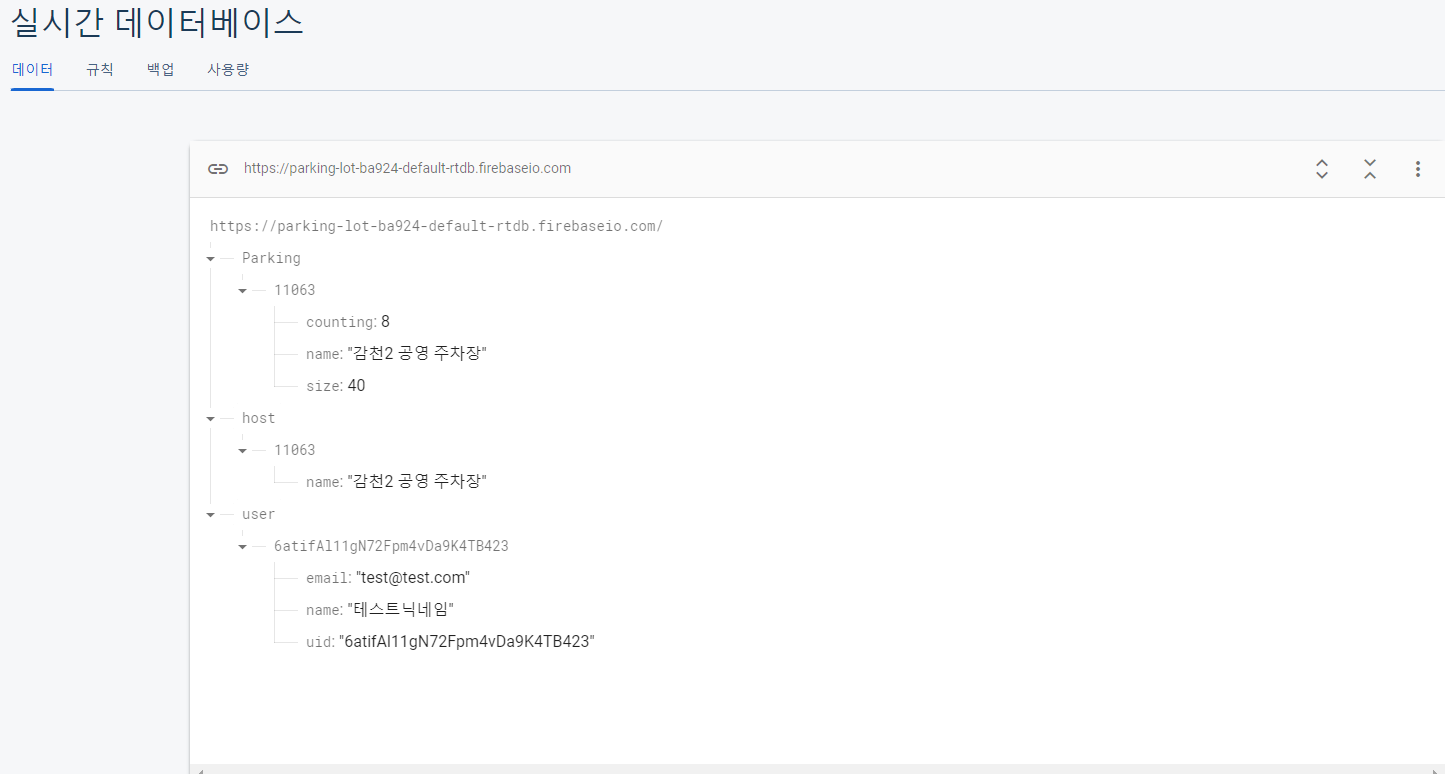 실시간 데이터베이스
데이터 규칙 백업 사용량
https://parking-lot-ba924-default-rtdb.firebaseio.com
https://parking-lot-ba924-default-rtdb.firebaseio.com/
Parking
11063
counting: 8
name: "감천2 공영 주차장"
size: 40
host
11063
name: "감천2 공영 주차장"
user
6atifAl11gN72Fpm4vDa9K4TB423
email: "test@test.com"
name: "테스트닉네임"
uid: "6atifAl11gN72Fpm4vDa9K4TB423"